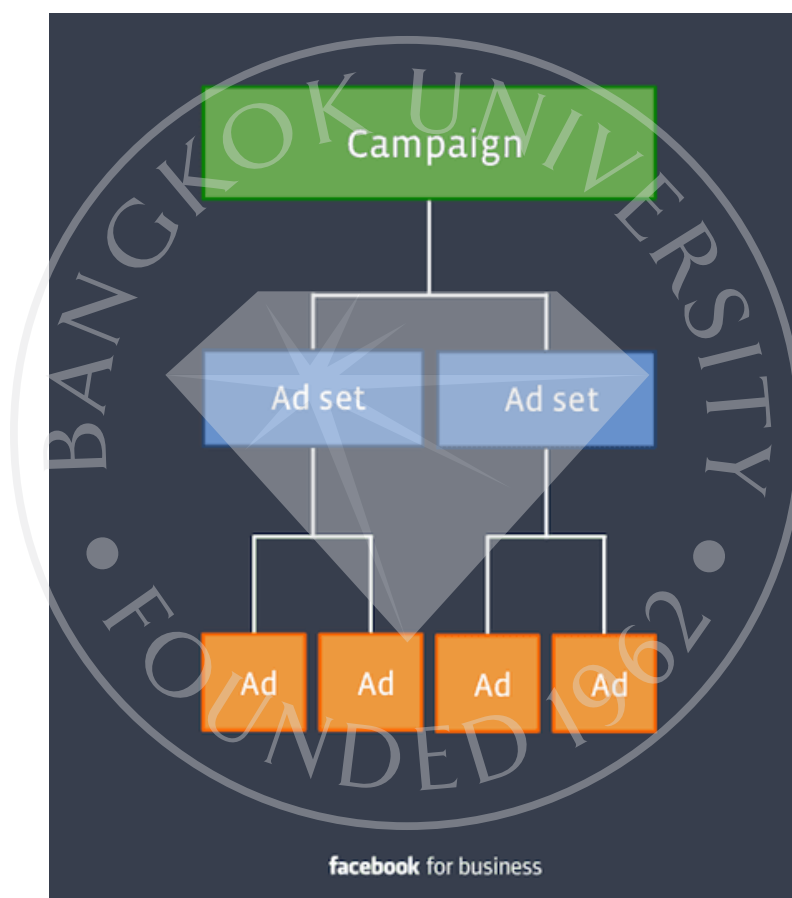 BANGKOK UNIVERSITY
Campaign
Ad set Ad set
Ad Ad Ad Ad
FOUNDED 1962
facebook for business